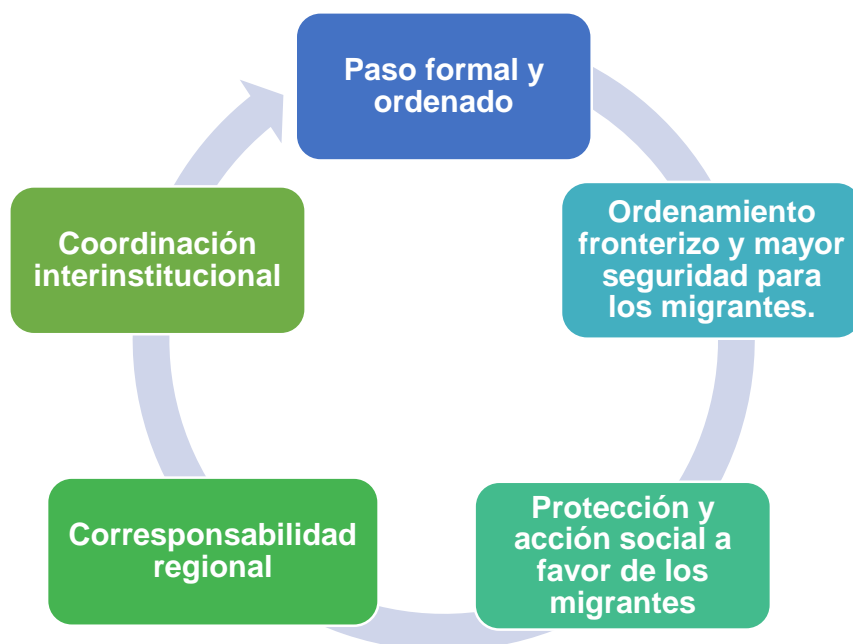 Paso formal y
ordenado
Ordenamiento
fronterizo y mayor
seguridad para
los migrantes.
Protección y
acción social a
favor de los
migrantes
Corresponsabilidad
regional
Coordinación
interinstitucional